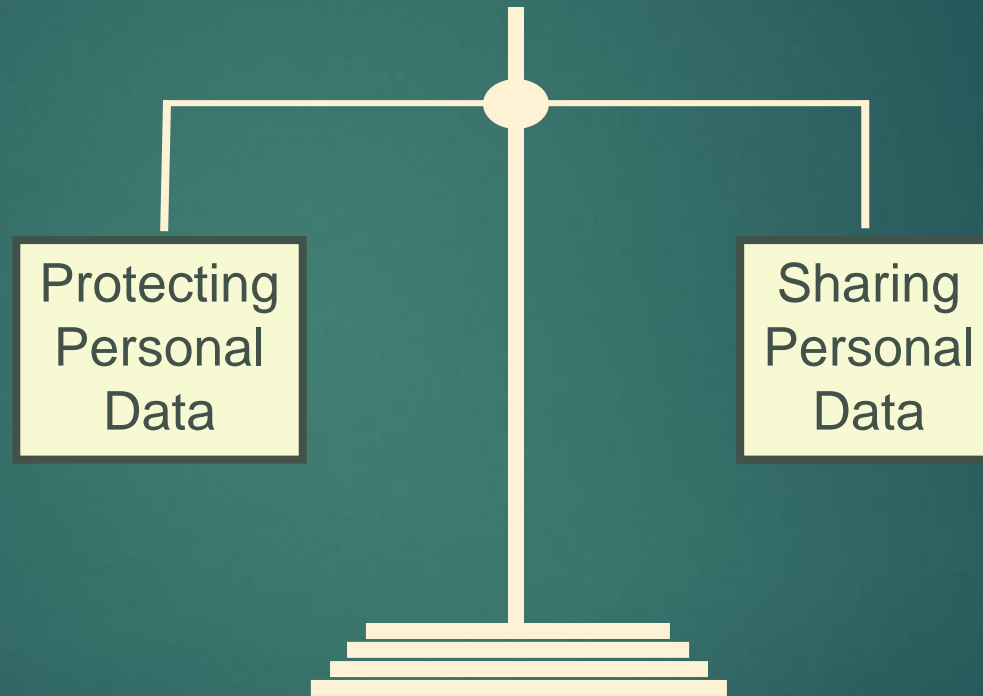 Protecting
Personal
Data
Sharing
Personal
Data